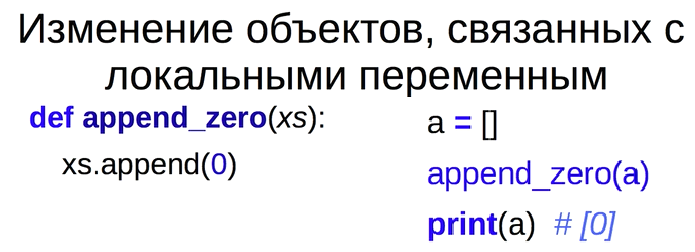 Изменение объектов, связанных с
локальными переменным
def append_zero(xs):
xs.append(0)
a = []
append_zero(a)
print(a) # [0]